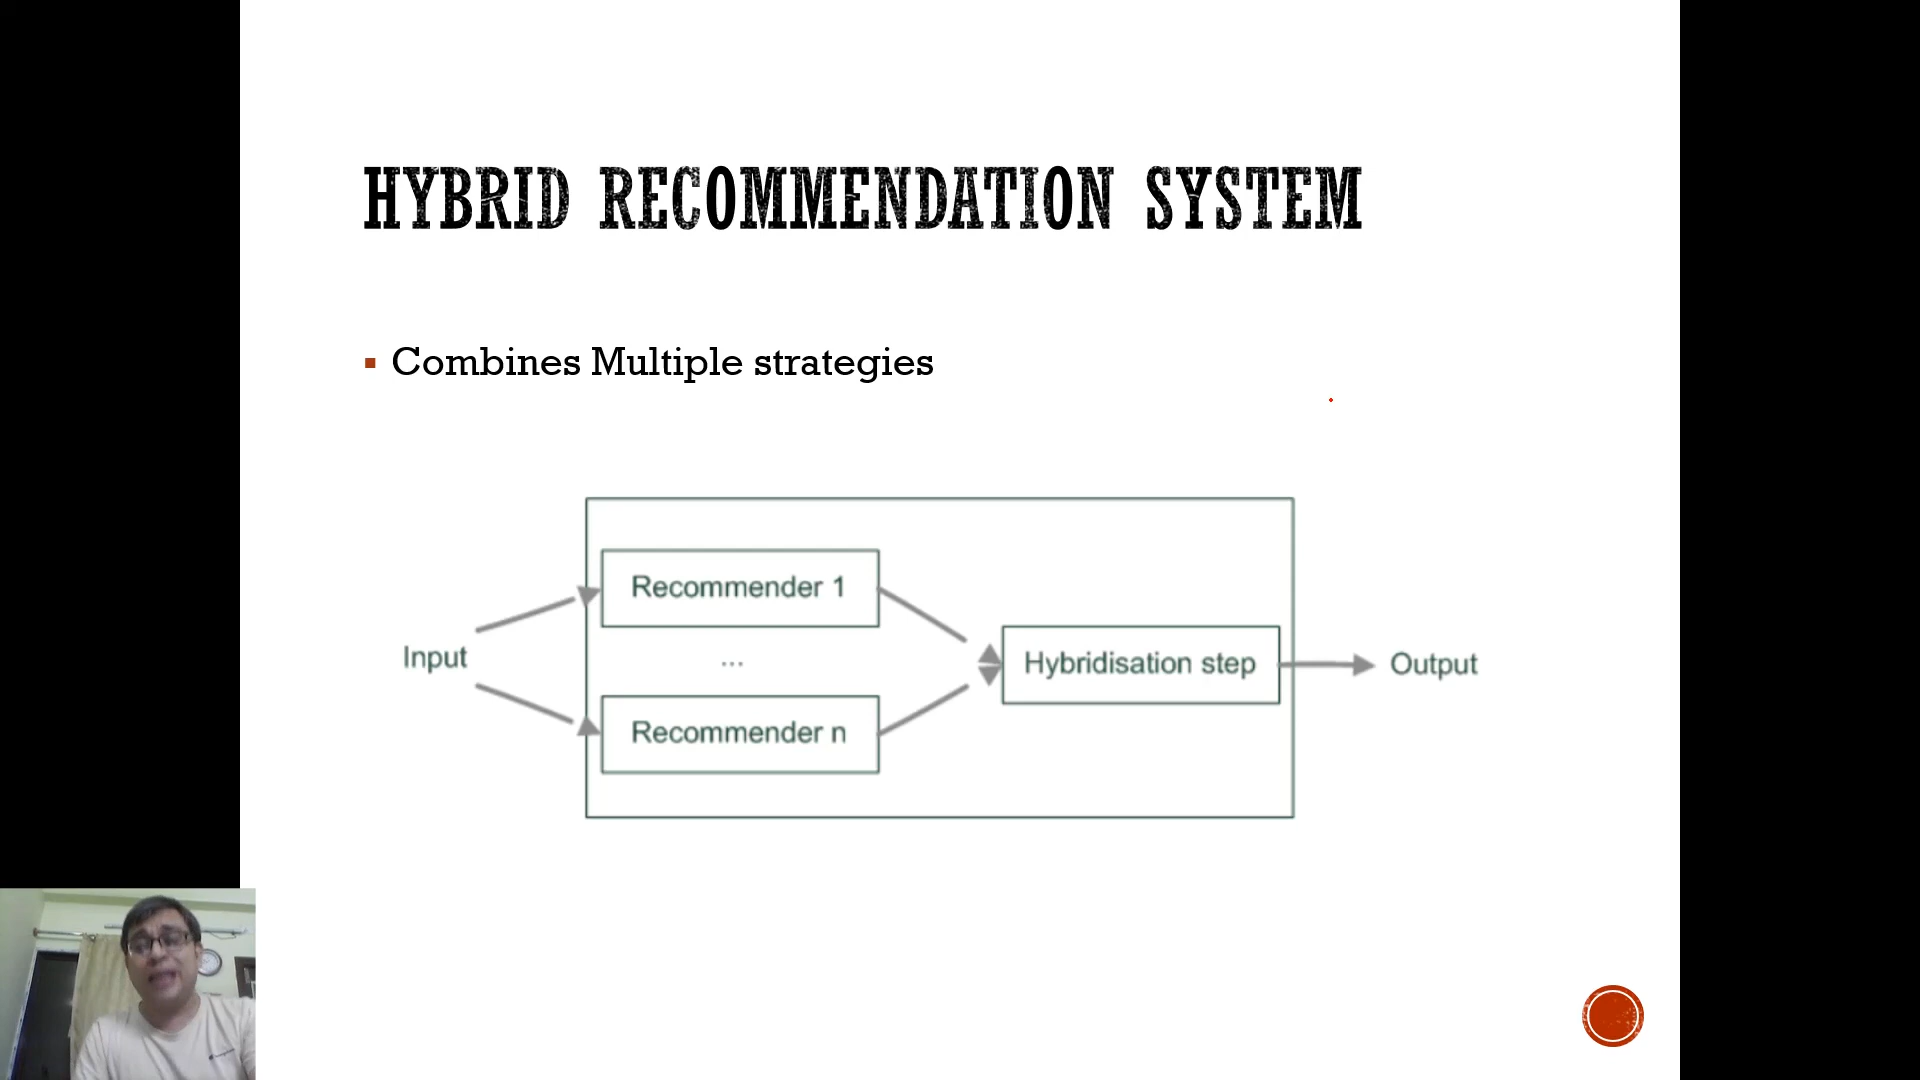 HYBRID RECOMMENDATION SYSTEM
Combines Multiple strategies
Recommender 1
Input
...
Hybridisation step
Output
Recommender n